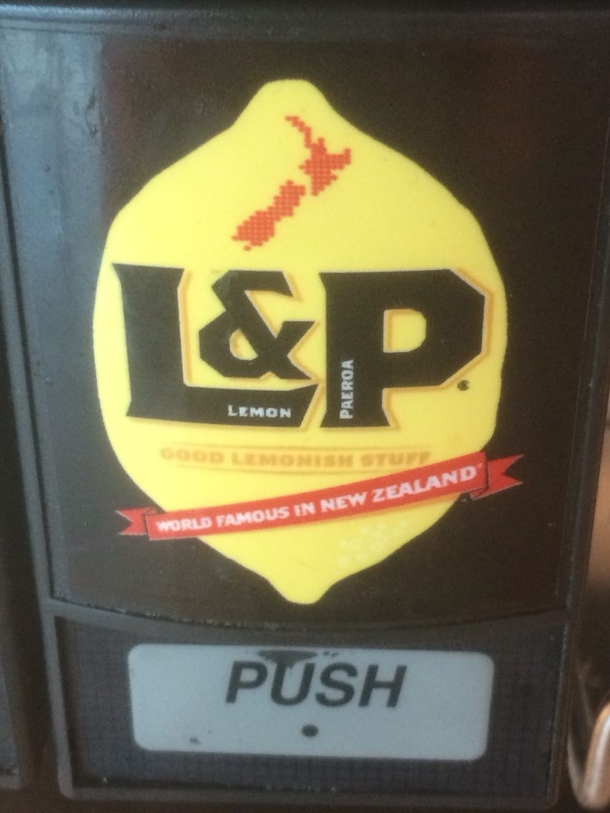 L&P
LEMON
PAEROA
GOOD LEMONISH STUFF
WORLD FAMOUS IN NEW ZEALAND
PUSH